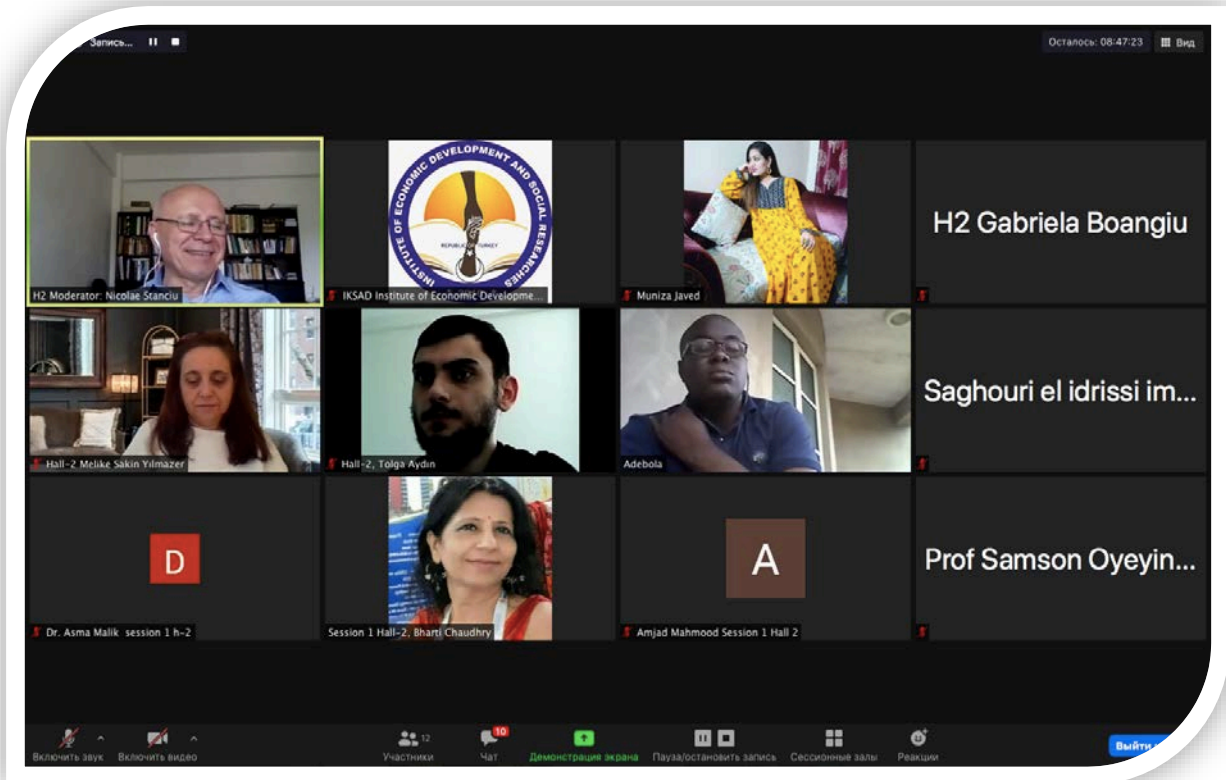 Запись...
Осталось: 08:47:23
Вид
H2 Moderator: Nicolae Stanciu
INSTITUTE OF ECONOMIC DEVELOPMENT AND SOCIAL RESEARCHES
REPUBLIC OF TURKEY
IKSAD Institute of Economic Developme...
Muniza Javed
H2 Gabriela Boangiu
Hall-2 Melike Sakin Yılmazer
Hall-2, Tolga Aydın
Adebola
Saghouri el idrissi im...
D
Dr. Asma Malik session 1 h-2
Session 1 Hall-2, Bharti Chaudhry
A
Amjad Mahmood Session 1 Hall 2
Prof Samson Oyeyin...
Включить звук
Включить видео
12
Участники
10
Чат
Демонстрация экрана
Пауза/остановить запись
Сессионные залы
Реакции